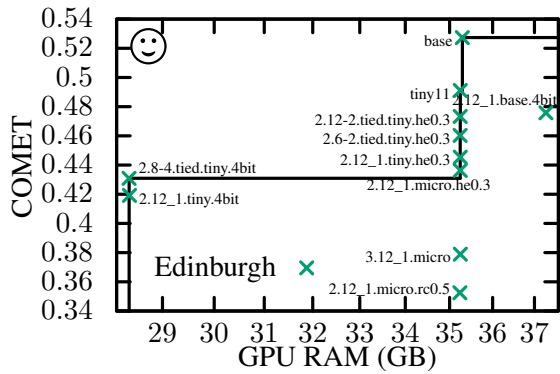 COMET
0.54
0.52
0.5
0.48
0.46
0.44
0.42
0.4
0.38
0.36
0.34
base
tiny11
2.12_1.base.4bit
2.12-2.tied.tiny.he0.3
2.6-2.tied.tiny.he0.3
2.12_1.tiny.he0.3
2.8-4.tied.tiny.4bit
2.12_1.micro.he0.3
2.12_1.tiny.4bit
3.12_1.micro
Edinburgh
2.12_1.micro.rc0.5
29 30 31 32 33 34 35 36 37
GPU RAM (GB)